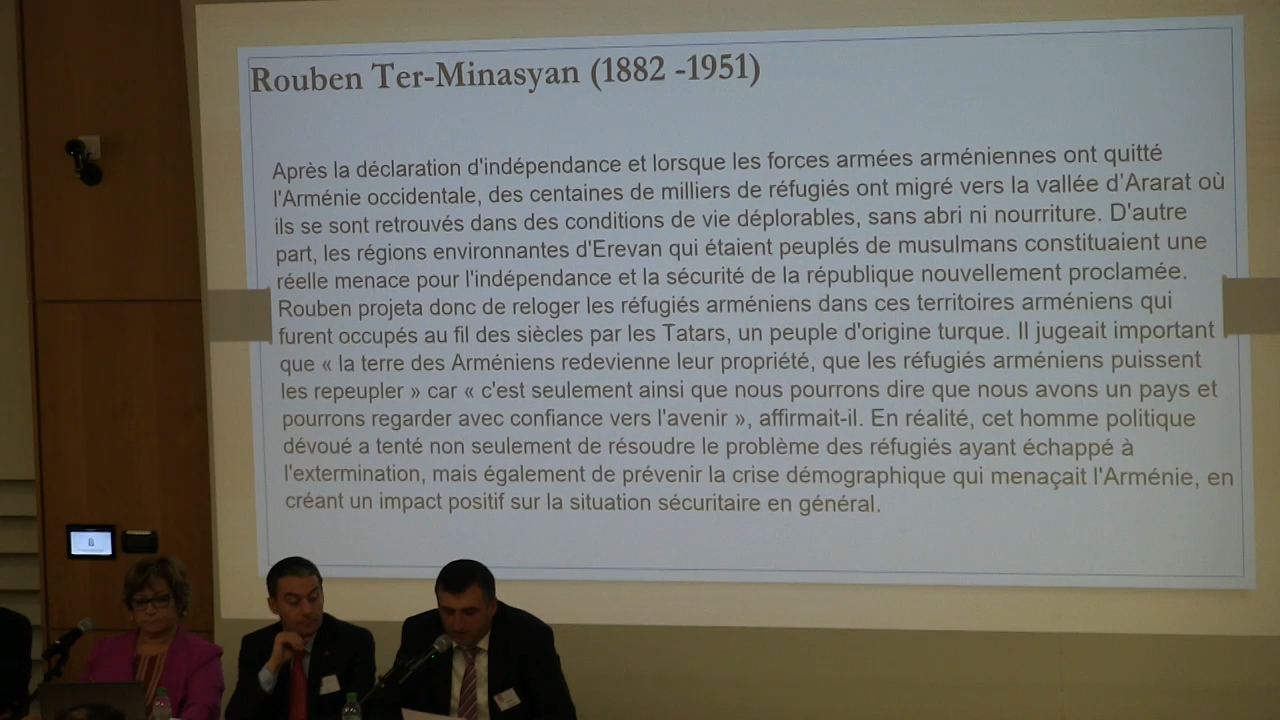 Rouben Ter-Minasyan (1882 -1951)
Après la déclaration d'indépendance et lorsque les forces armées arméniennes ont quitté
l'Arménie occidentale, des centaines de milliers de réfugiés ont migré vers la vallée d'Ararat où
ils se sont retrouvés dans des conditions de vie déplorables, sans abri ni nourriture. D'autre
part, les régions environnantes d'Erevan qui étaient peuplés de musulmans constituaient une
réelle menace pour l'indépendance et la sécurité de la république nouvellement proclamée.
Rouben projeta donc de reloger les réfugiés arméniens dans ces territoires arméniens qui
furent occupés au fil des siècles par les Tatars, un peuple d'origine turque. Il jugeait important
que « la terre des Arméniens redevienne leur propriété, que les réfugiés arméniens puissent
les repeupler » car « c'est seulement ainsi que nous pourrons dire que nous avons un pays et
pourrons regarder avec confiance vers l'avenir », affirmait-il. En réalité, cet homme politique
dévoué a tenté non seulement de résoudre le problème des réfugiés ayant échappé à
l'extermination, mais également de prévenir la crise démographique qui menaçait l'Arménie, en
créant un impact positif sur la situation sécuritaire en général.